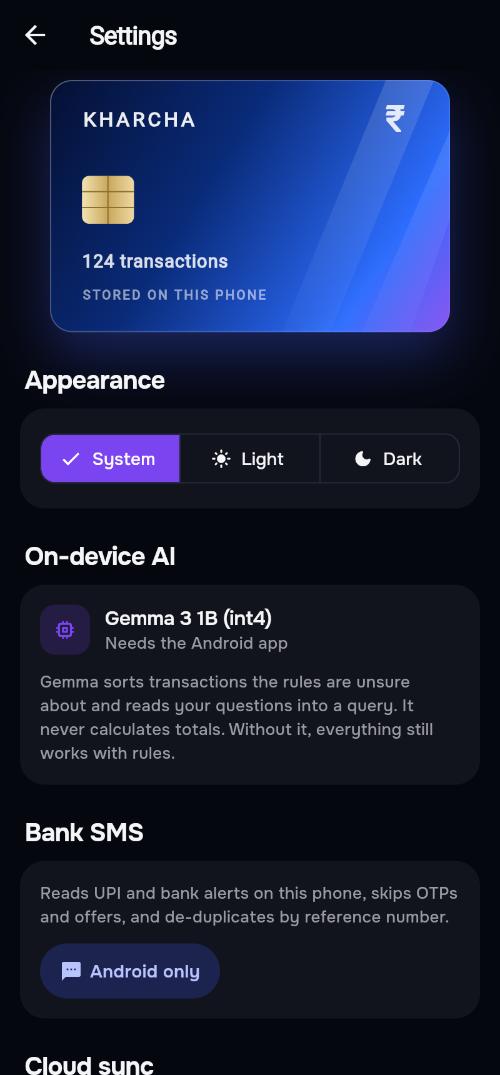 Settings
KHARCHA
₹
124 transactions
STORED ON THIS PHONE
Appearance
System
Light
Dark
On-device AI
Gemma 3 1B (int4)
Needs the Android app
Gemma sorts transactions the rules are unsure
about and reads your questions into a query. It
never calculates totals. Without it, everything still
works with rules.
Bank SMS
Reads UPI and bank alerts on this phone, skips OTPs
and offers, and de-duplicates by reference number.
Android only
Cloud sync